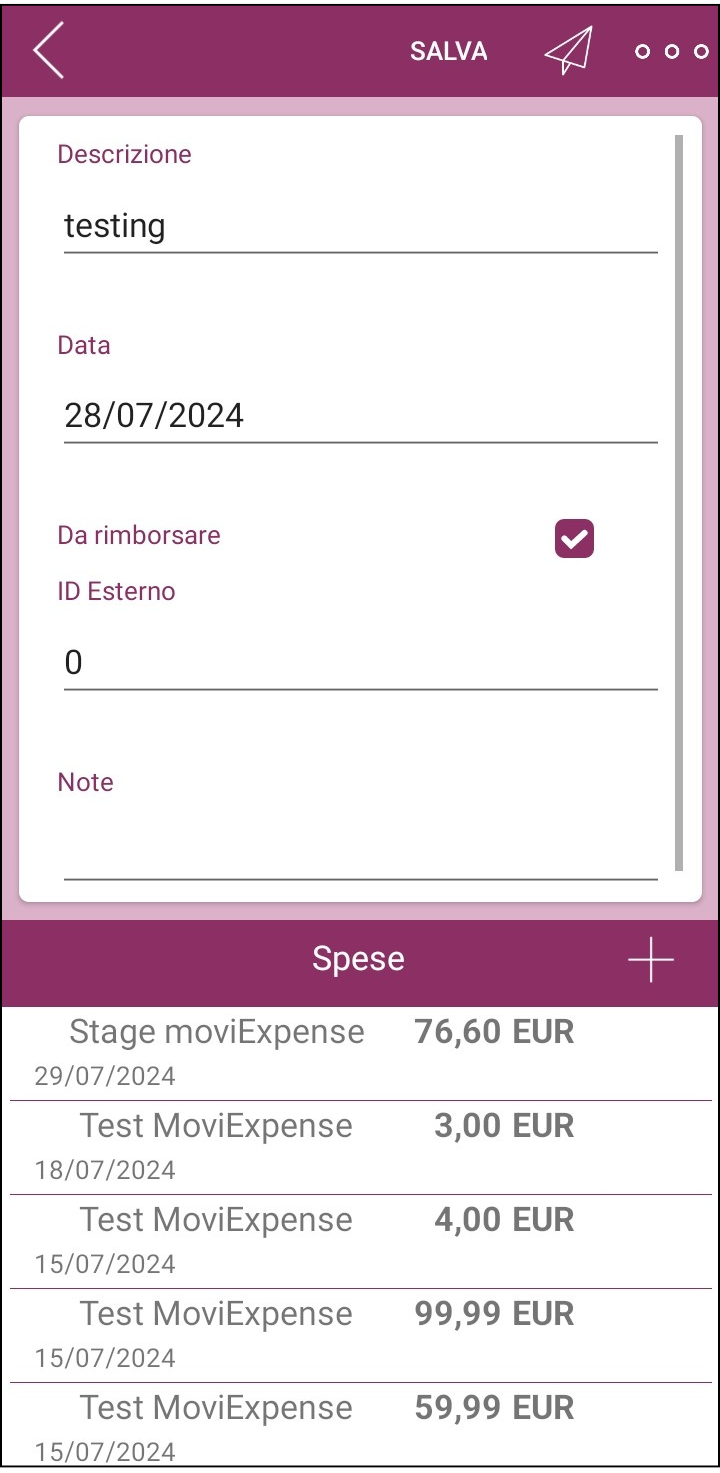 SALVA
Descrizione
testing
Data
28/07/2024
Da rimborsare
ID Esterno
0
Note
Spese
Stage moviExpense 76,60 EUR
29/07/2024
Test MoviExpense 3,00 EUR
18/07/2024
Test MoviExpense 4,00 EUR
15/07/2024
Test MoviExpense 99,99 EUR
15/07/2024
Test MoviExpense 59,99 EUR
15/07/2024